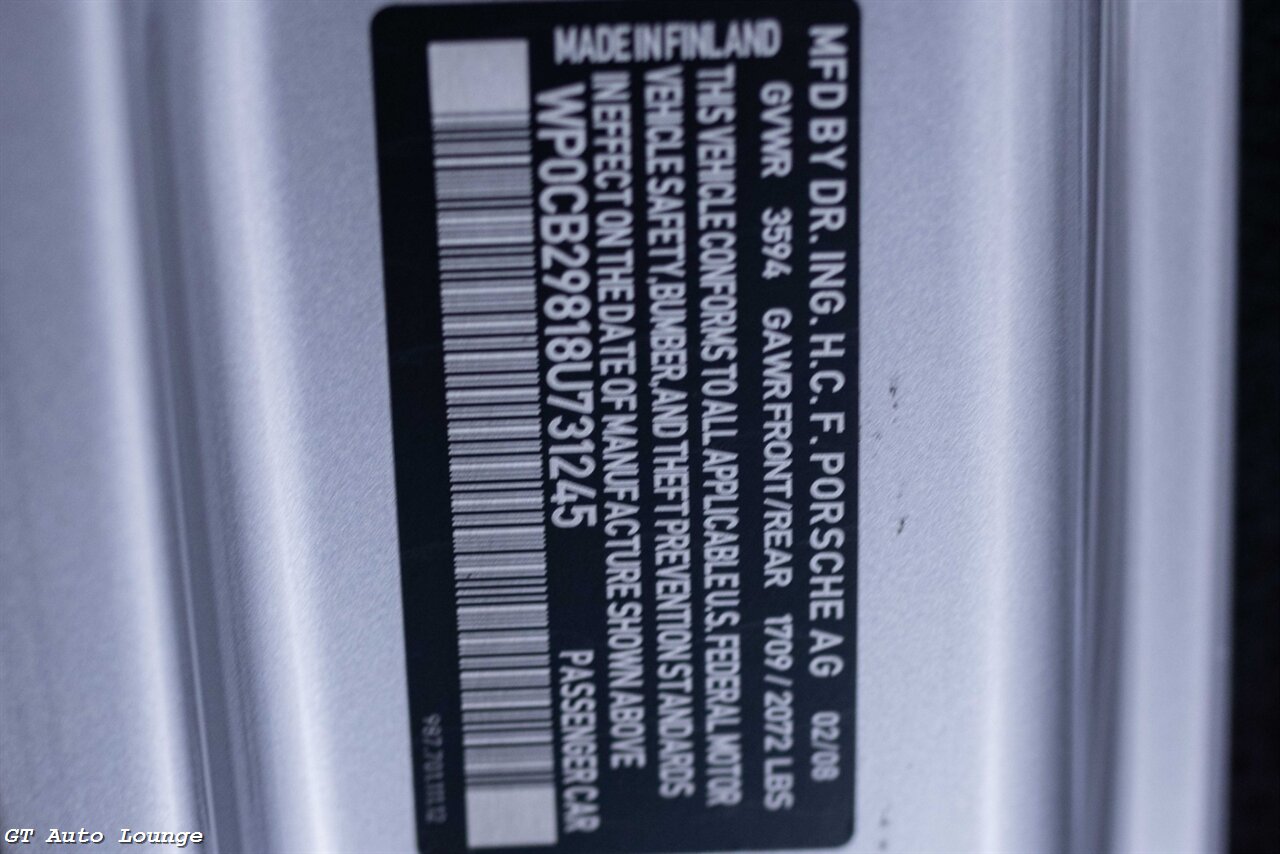 MFD BY DR. ING. H.C. F. PORSCHE AG 02/08
GVWR 3594 GAWR FRONT/REAR 1709 / 2072 LBS
THIS VEHICLE CONFORMS TO ALL APPLICABLE U.S. FEDERAL MOTOR
VEHICLE SAFETY, BUMBER, AND THEFT PREVENTION STANDARDS
IN EFFECT ON THE DATE OF MANUFACTURE SHOWN ABOVE
MADE IN FINLAND
WP0CB29818U731245 PASSENGER CAR
GT Auto Lounge